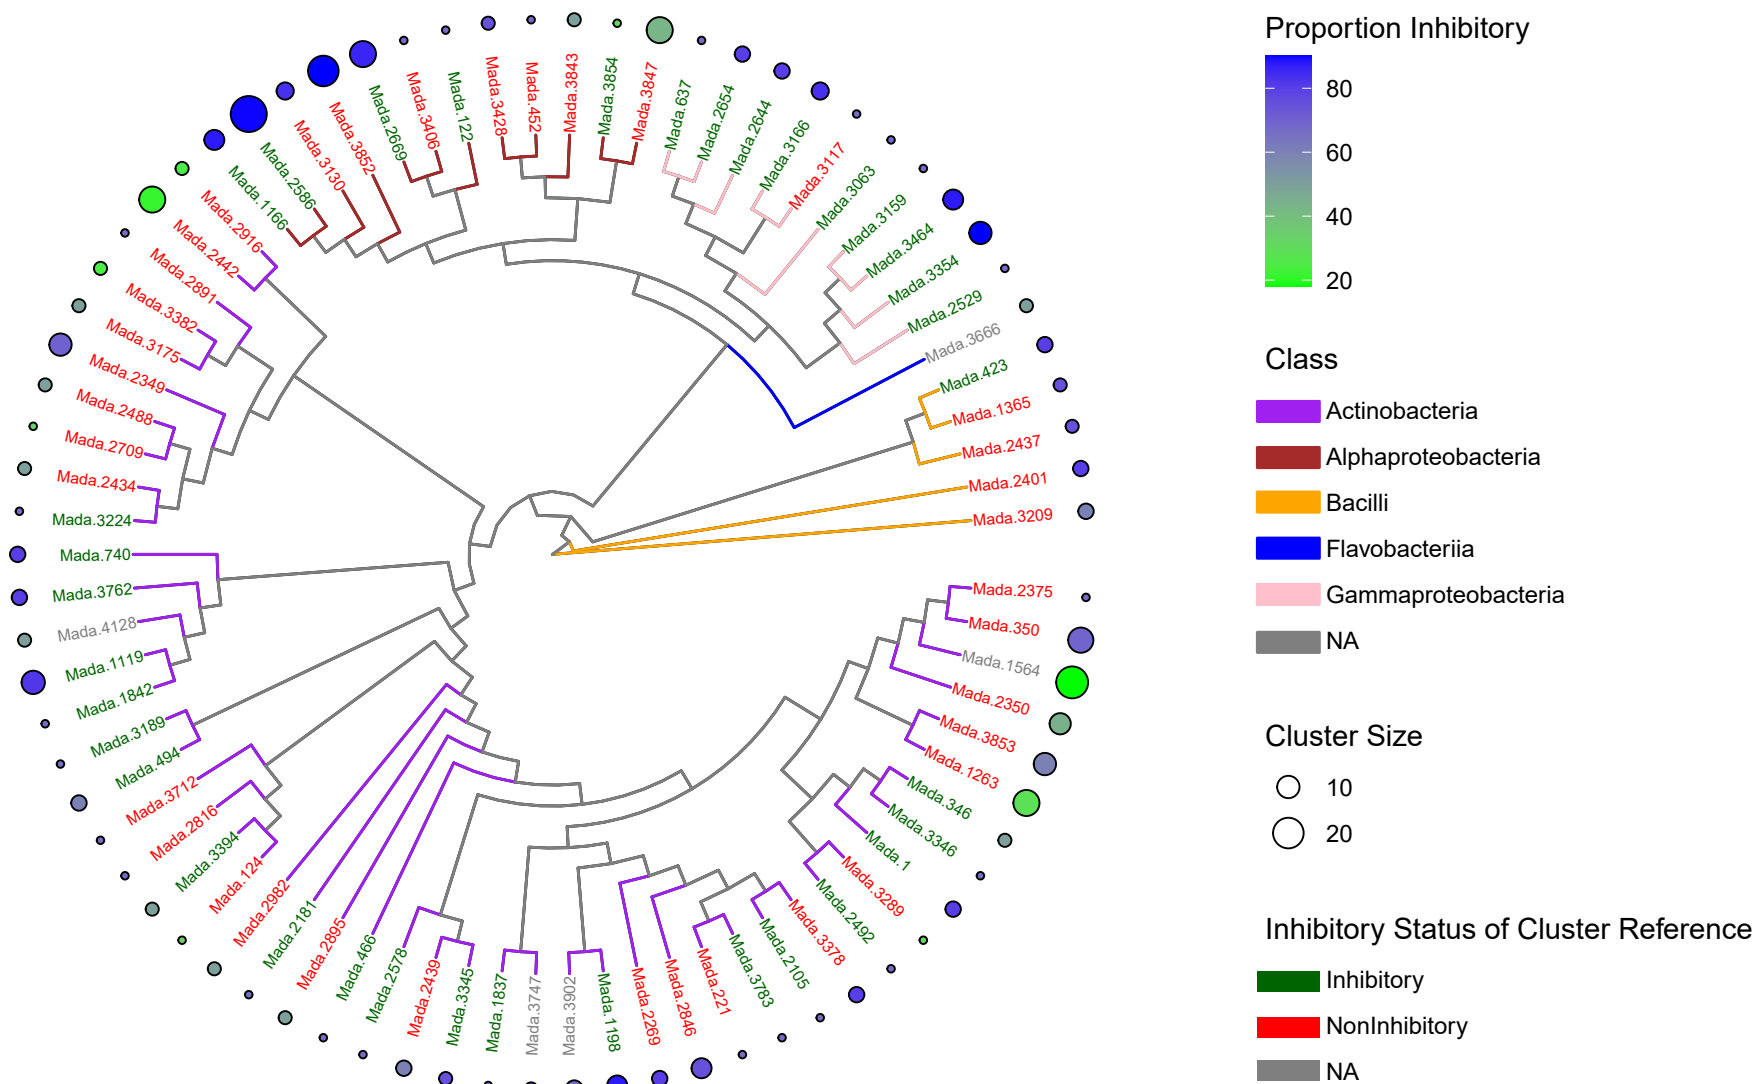 Mada.3428
Mada.452
Mada.3843
Mada.3854
Mada.3847
Mada.637
Mada.2654
Mada.2644
Mada.3166
Mada.3117
Mada.3063
Mada.3159
Mada.3464
Mada.3354
Mada.2529
Mada.3666
Mada.423
Mada.1365
Mada.2437
Mada.2401
Mada.3209
Mada.2375
Mada.350
Mada.1564
Mada.2350
Mada.3853
Mada.1263
Mada.346
Mada.3346
Mada.1
Mada.3289
Mada.2492
Mada.3378
Mada.2105
Mada.3783
Mada.221
Mada.2846
Mada.2269
Mada.1198
Mada.3902
Mada.3747
Mada.1837
Mada.3345
Mada.2439
Mada.2578
Mada.466
Mada.2895
Mada.2181
Mada.2982
Mada.124
Mada.3394
Mada.2816
Mada.3712
Mada.494
Mada.3189
Mada.1842
Mada.1119
Mada.4128
Mada.3762
Mada.740
Mada.3224
Mada.2434
Mada.2709
Mada.2488
Mada.2349
Mada.3175
Mada.3382
Mada.2891
Mada.2442
Mada.2916
Mada.1166
Mada.2586
Mada.3130
Mada.3852
Mada.2669
Mada.3406
Mada.122
Proportion Inhibitory
80
60
40
20
Class
Actinobacteria
Alphaproteobacteria
Bacilli
Flavobacteriia
Gammaproteobacteria
NA
Cluster Size
10
20
Inhibitory Status of Cluster Reference
Inhibitory
NonInhibitory
NA